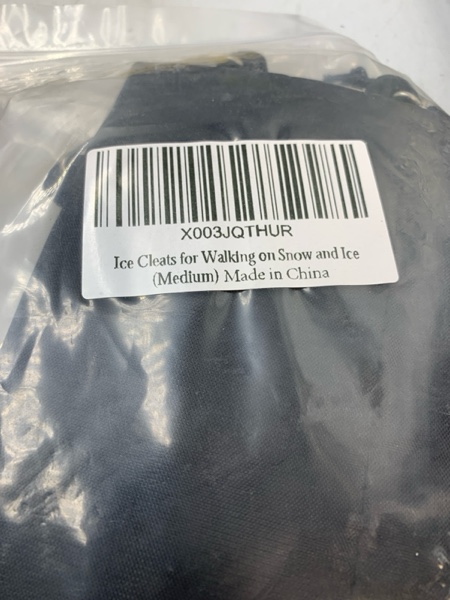 X003JQTHUR
Ice Cleats for Walking on Snow and Ice
(Medium) Made in China